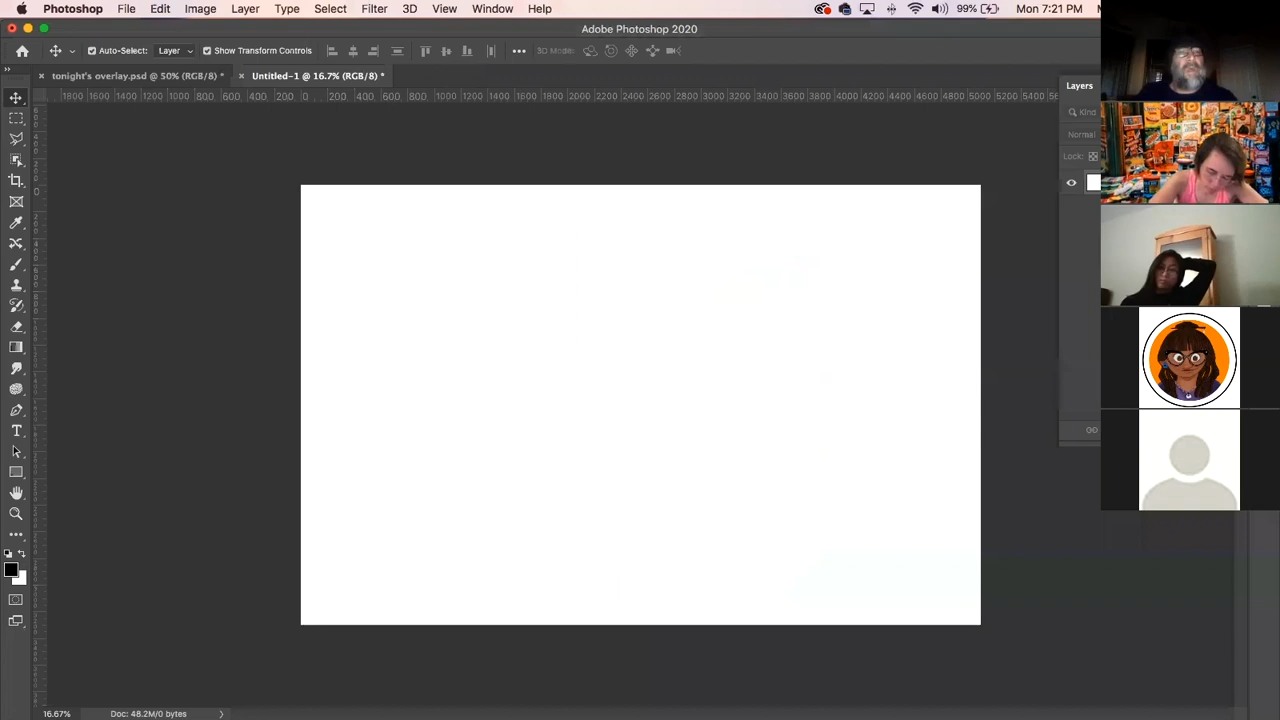 Photoshop File Edit Image Layer Type Select Filter 3D View Window Help 99% Mon 7:21 PM
Adobe Photoshop 2020
Auto-Select: Layer Show Transform Controls 3D Mode:
tonight's overlay.psd @ 50% (RGB/8) * Untitled-1 @ 16.7% (RGB/8) *
1800 1600 1400 1200 1000 800 600 400 200 0 200 400 600 800 1000 1200 1400 1600 1800 2000 2200 2400 2600 2800 3000 3200 3400 3600 3800 4000 4200 4400 4600 4800 5000 5200 5400
Layers
Kind
Normal
Lock:
Life
16.67% Doc: 48.2M/0 bytes